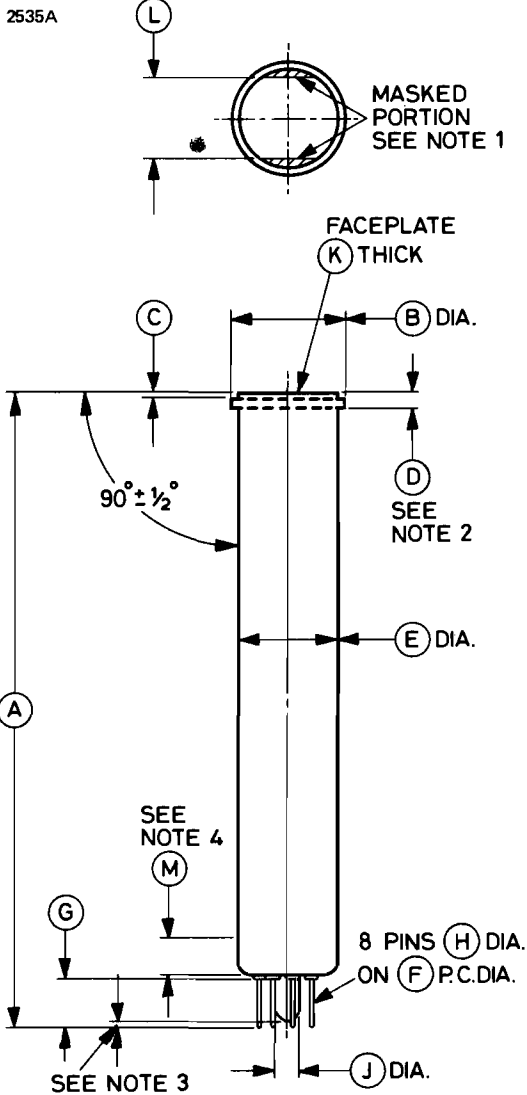 2535A
L
MASKED
PORTION
SEE NOTE 1
FACEPLATE
K THICK
C
B DIA.
90° ± ½°
D
SEE
NOTE 2
E DIA.
A
SEE
NOTE 4
M
G
8 PINS H DIA.
ON F P.C.DIA.
SEE NOTE 3
J DIA.